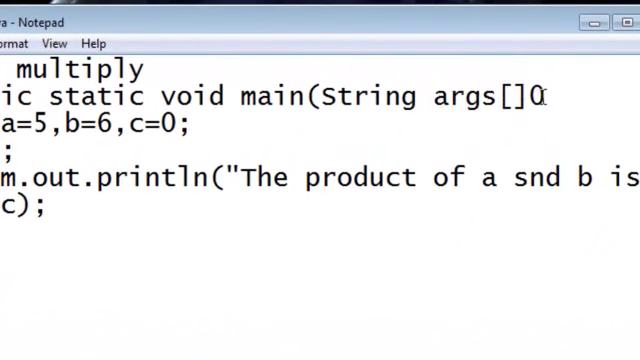 va - Notepad
ormat View Help
multiply
ic static void main(String args[]0
a=5,b=6,c=0;
;
m.out.println("The product of a snd b is
c);